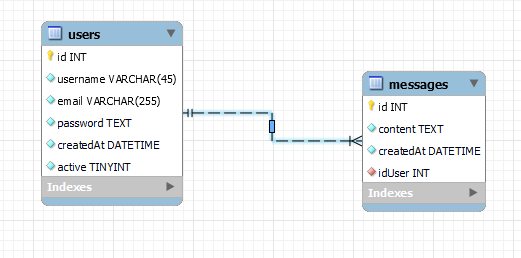 users
id INT
username VARCHAR(45)
email VARCHAR(255)
password TEXT
createdAt DATETIME
active TINYINT
Indexes
messages
id INT
content TEXT
createdAt DATETIME
idUser INT
Indexes